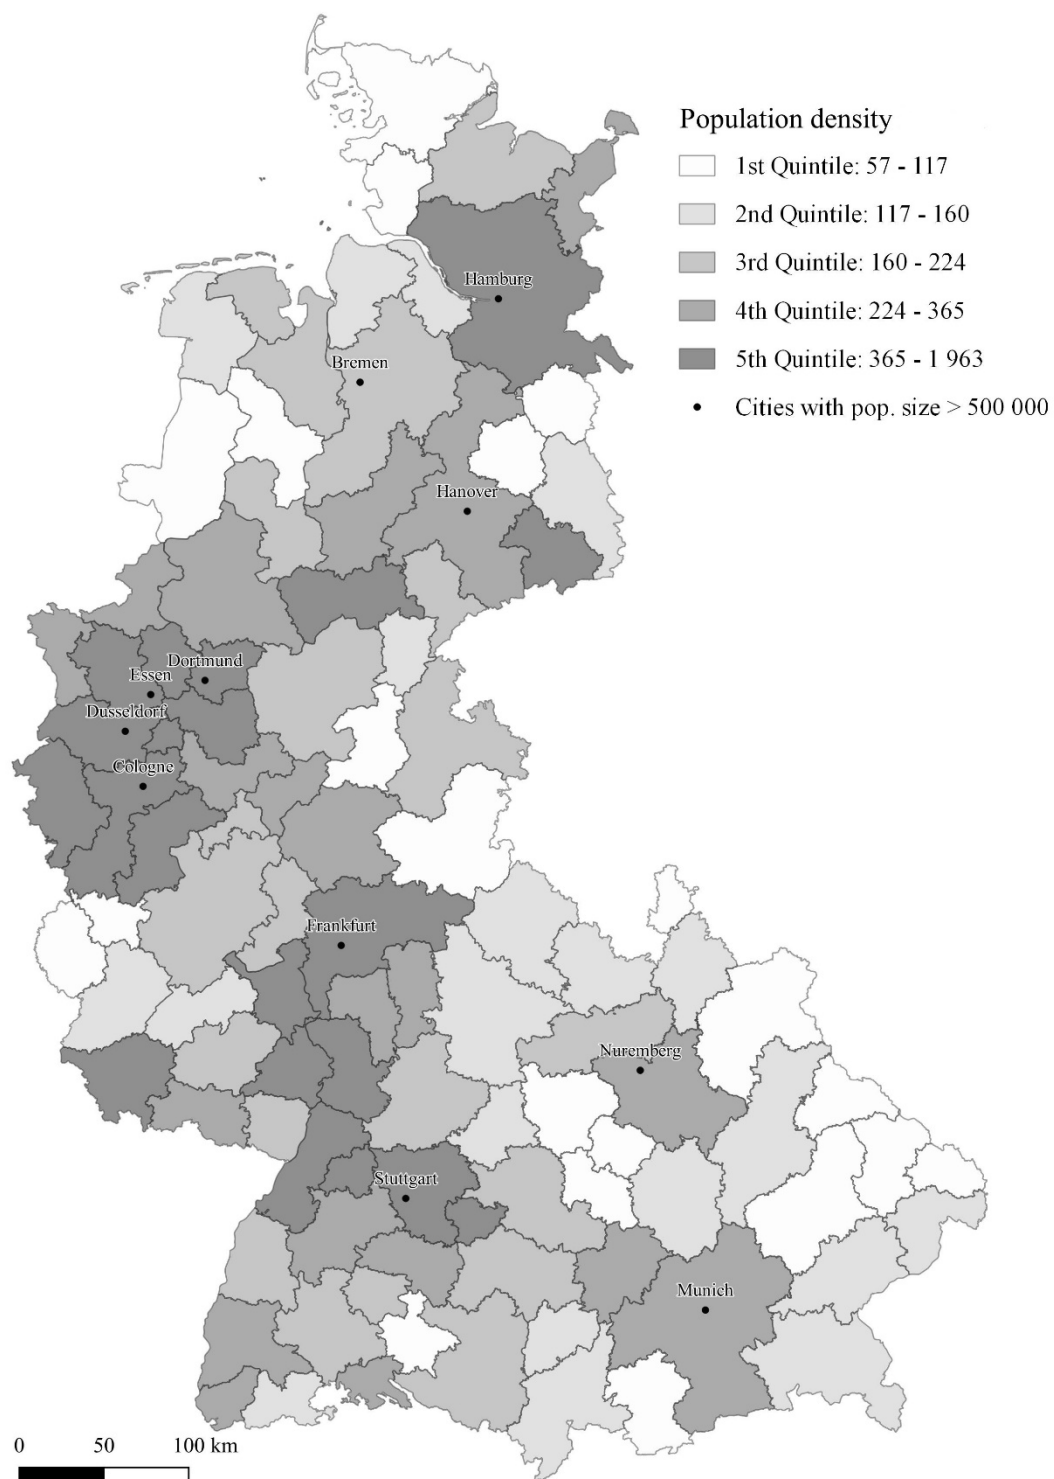 Population density
1st Quintile: 57 - 117
2nd Quintile: 117 - 160
3rd Quintile: 160 - 224
4th Quintile: 224 - 365
5th Quintile: 365 - 1 963
Cities with pop. size > 500 000
Hamburg
Bremen
Hanover
Dortmund
Essen
Dusseldorf
Cologne
Frankfurt
Nuremberg
Stuttgart
Munich
0 50 100 km